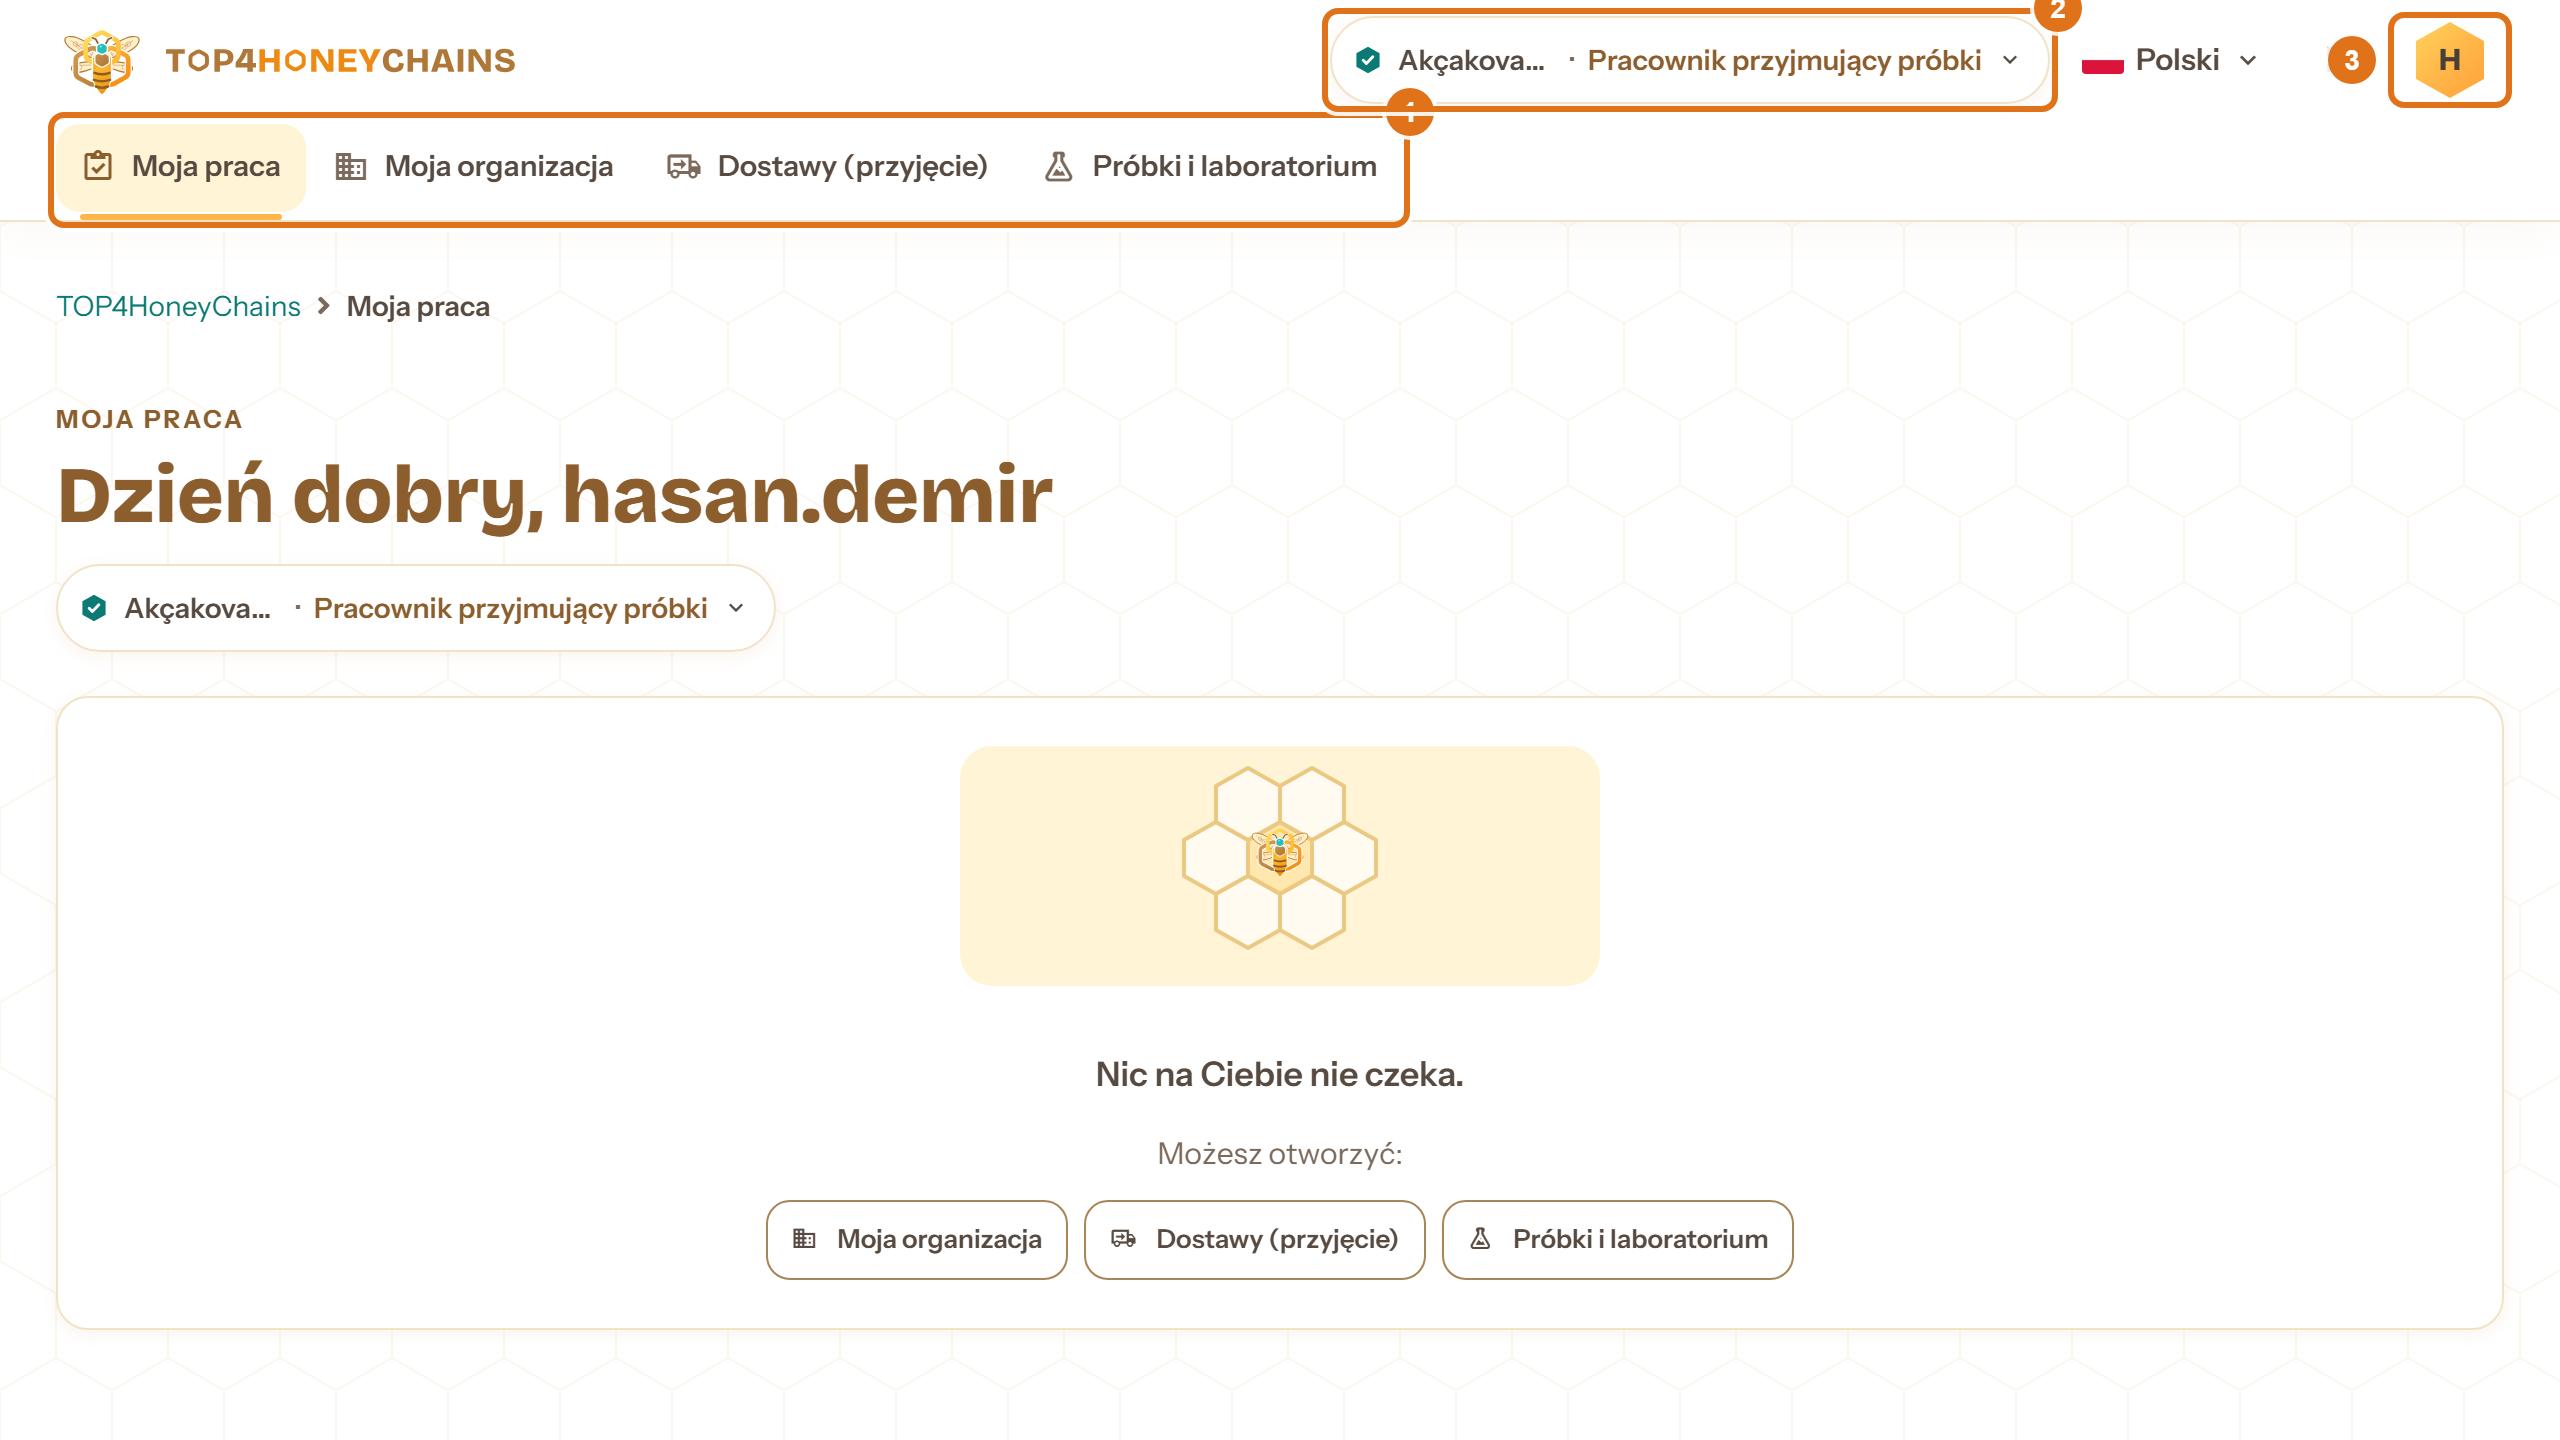 TOP4HONEYCHAINS
Akçakova... · Pracownik przyjmujący próbki
2
Polski
3
H
1
Moja praca
Moja organizacja
Dostawy (przyjęcie)
Próbki i laboratorium
TOP4HoneyChains > Moja praca
MOJA PRACA
Dzień dobry, hasan.demir
Akçakova... · Pracownik przyjmujący próbki
Nic na Ciebie nie czeka.
Możesz otworzyć:
Moja organizacja
Dostawy (przyjęcie)
Próbki i laboratorium